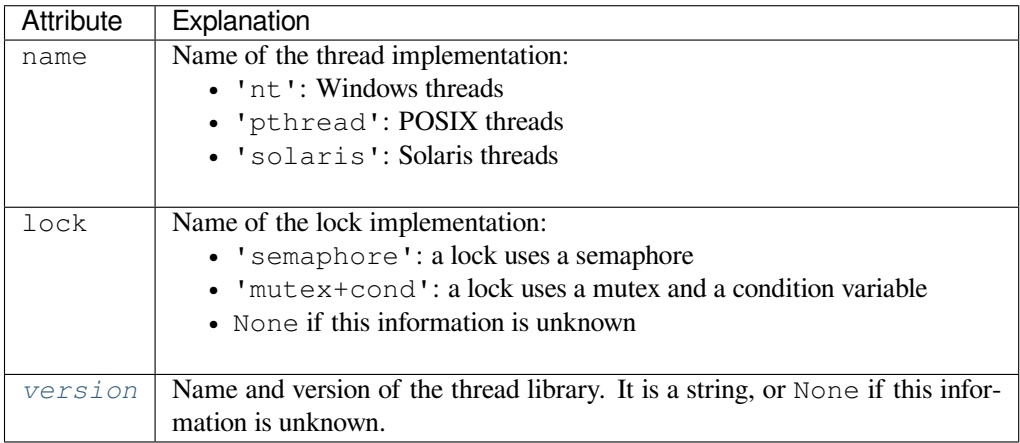 Attribute Explanation
name Name of the thread implementation:
• 'nt': Windows threads
• 'pthread': POSIX threads
• 'solaris': Solaris threads
lock Name of the lock implementation:
• 'semaphore': a lock uses a semaphore
• 'mutex+cond': a lock uses a mutex and a condition variable
• None if this information is unknown
version Name and version of the thread library. It is a string, or None if this infor-
mation is unknown.